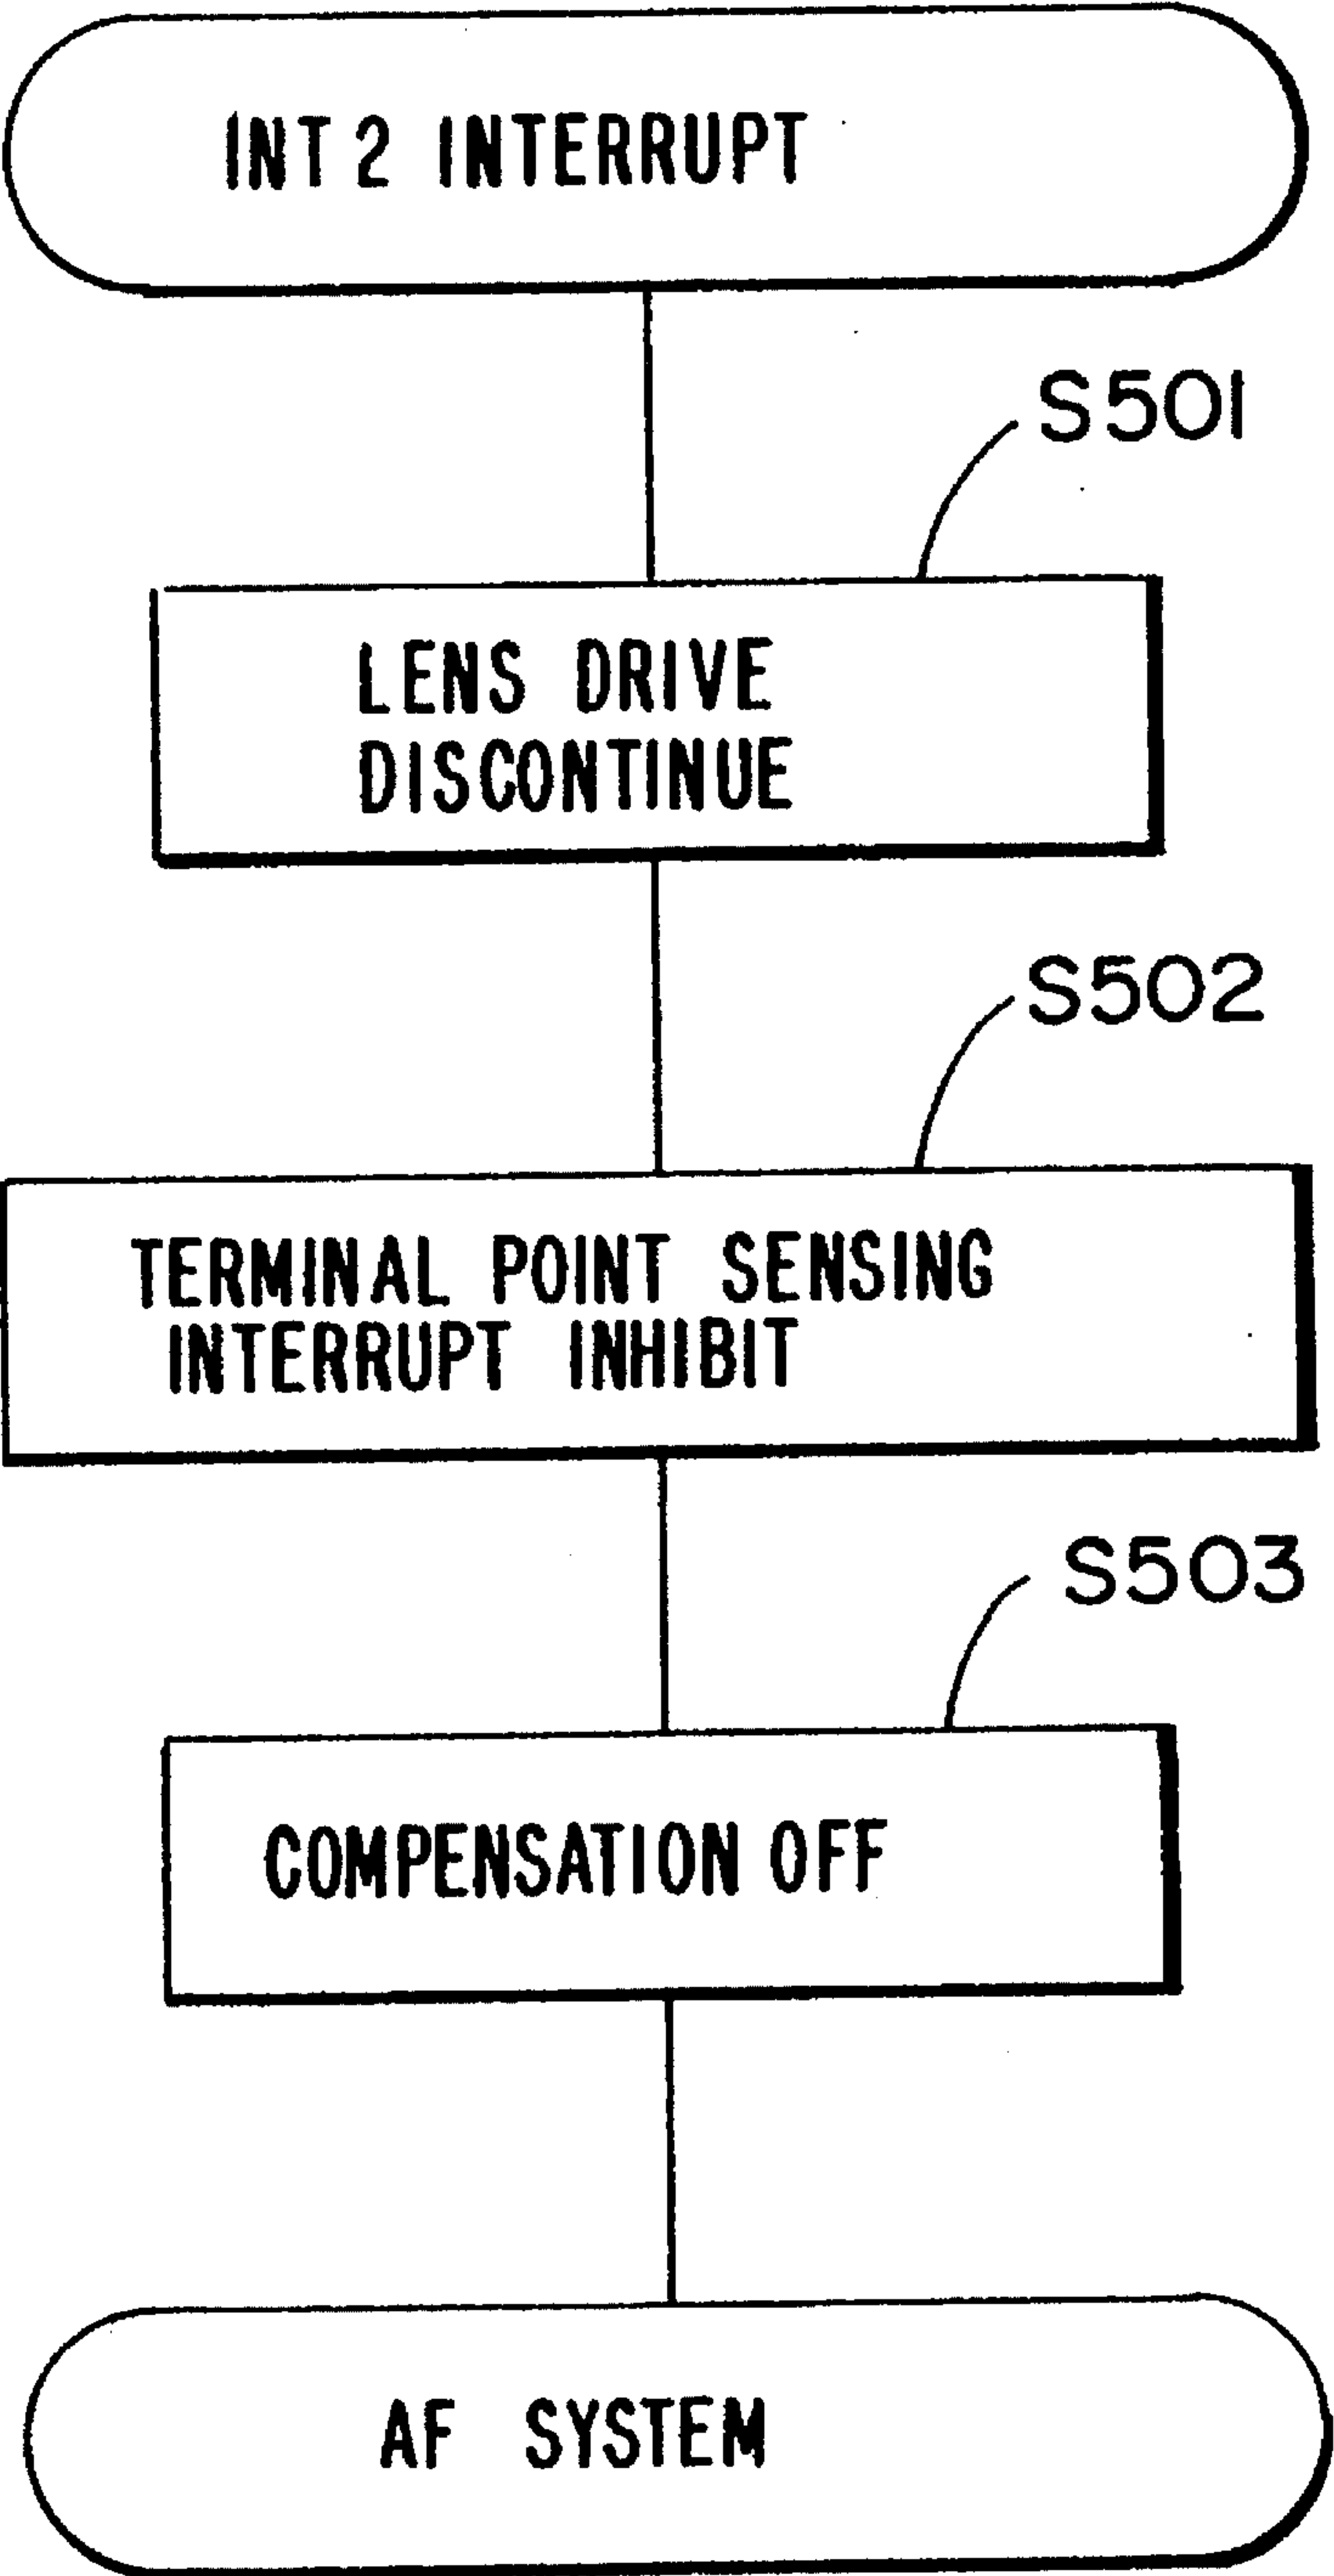 INT 2 INTERRUPT
S501
LENS DRIVE
DISCONTINUE
S502
TERMINAL POINT SENSING
INTERRUPT INHIBIT
S503
COMPENSATION OFF
AF SYSTEM